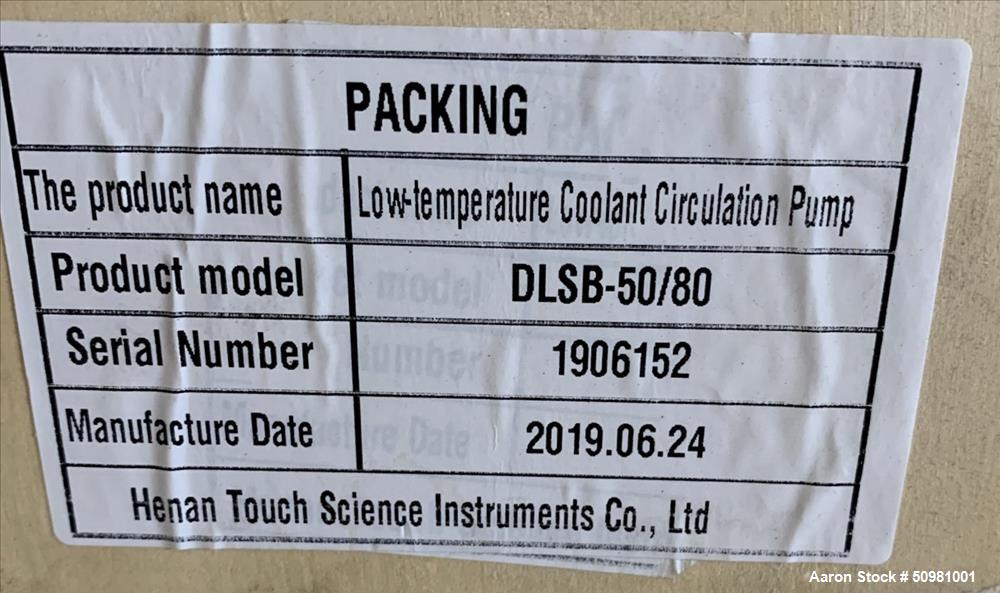 PACKING
The product name Low-temperature Coolant Circulation Pump
Product model DLSB-50/80
Serial Number 1906152
Manufacture Date 2019.06.24
Henan Touch Science Instruments Co., Ltd
Aaron Stock # 50981001